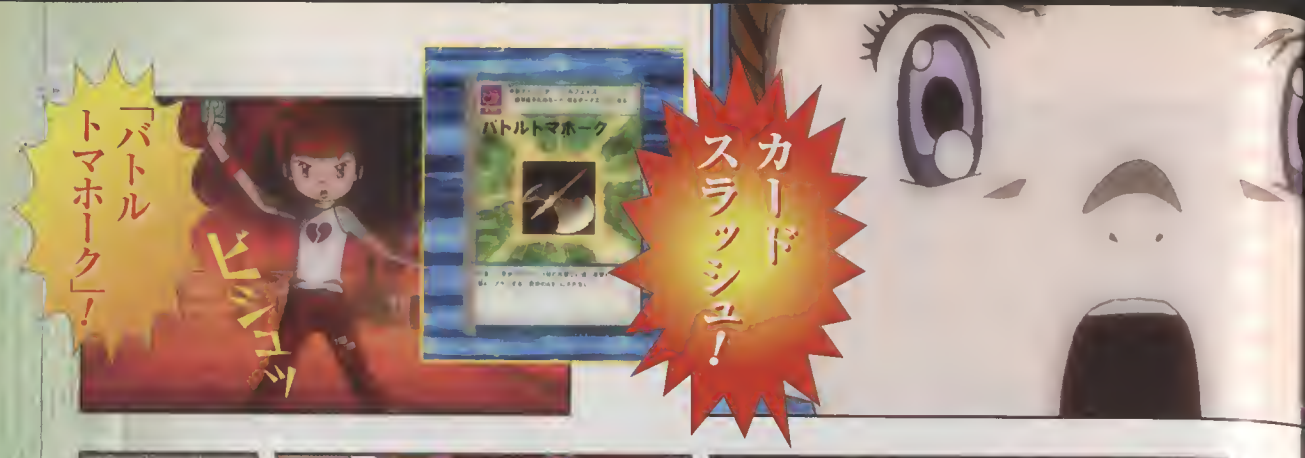 カード
スラッシュ！
バトルトマホーク
「バトル
トマホーク」！
ビシュッ